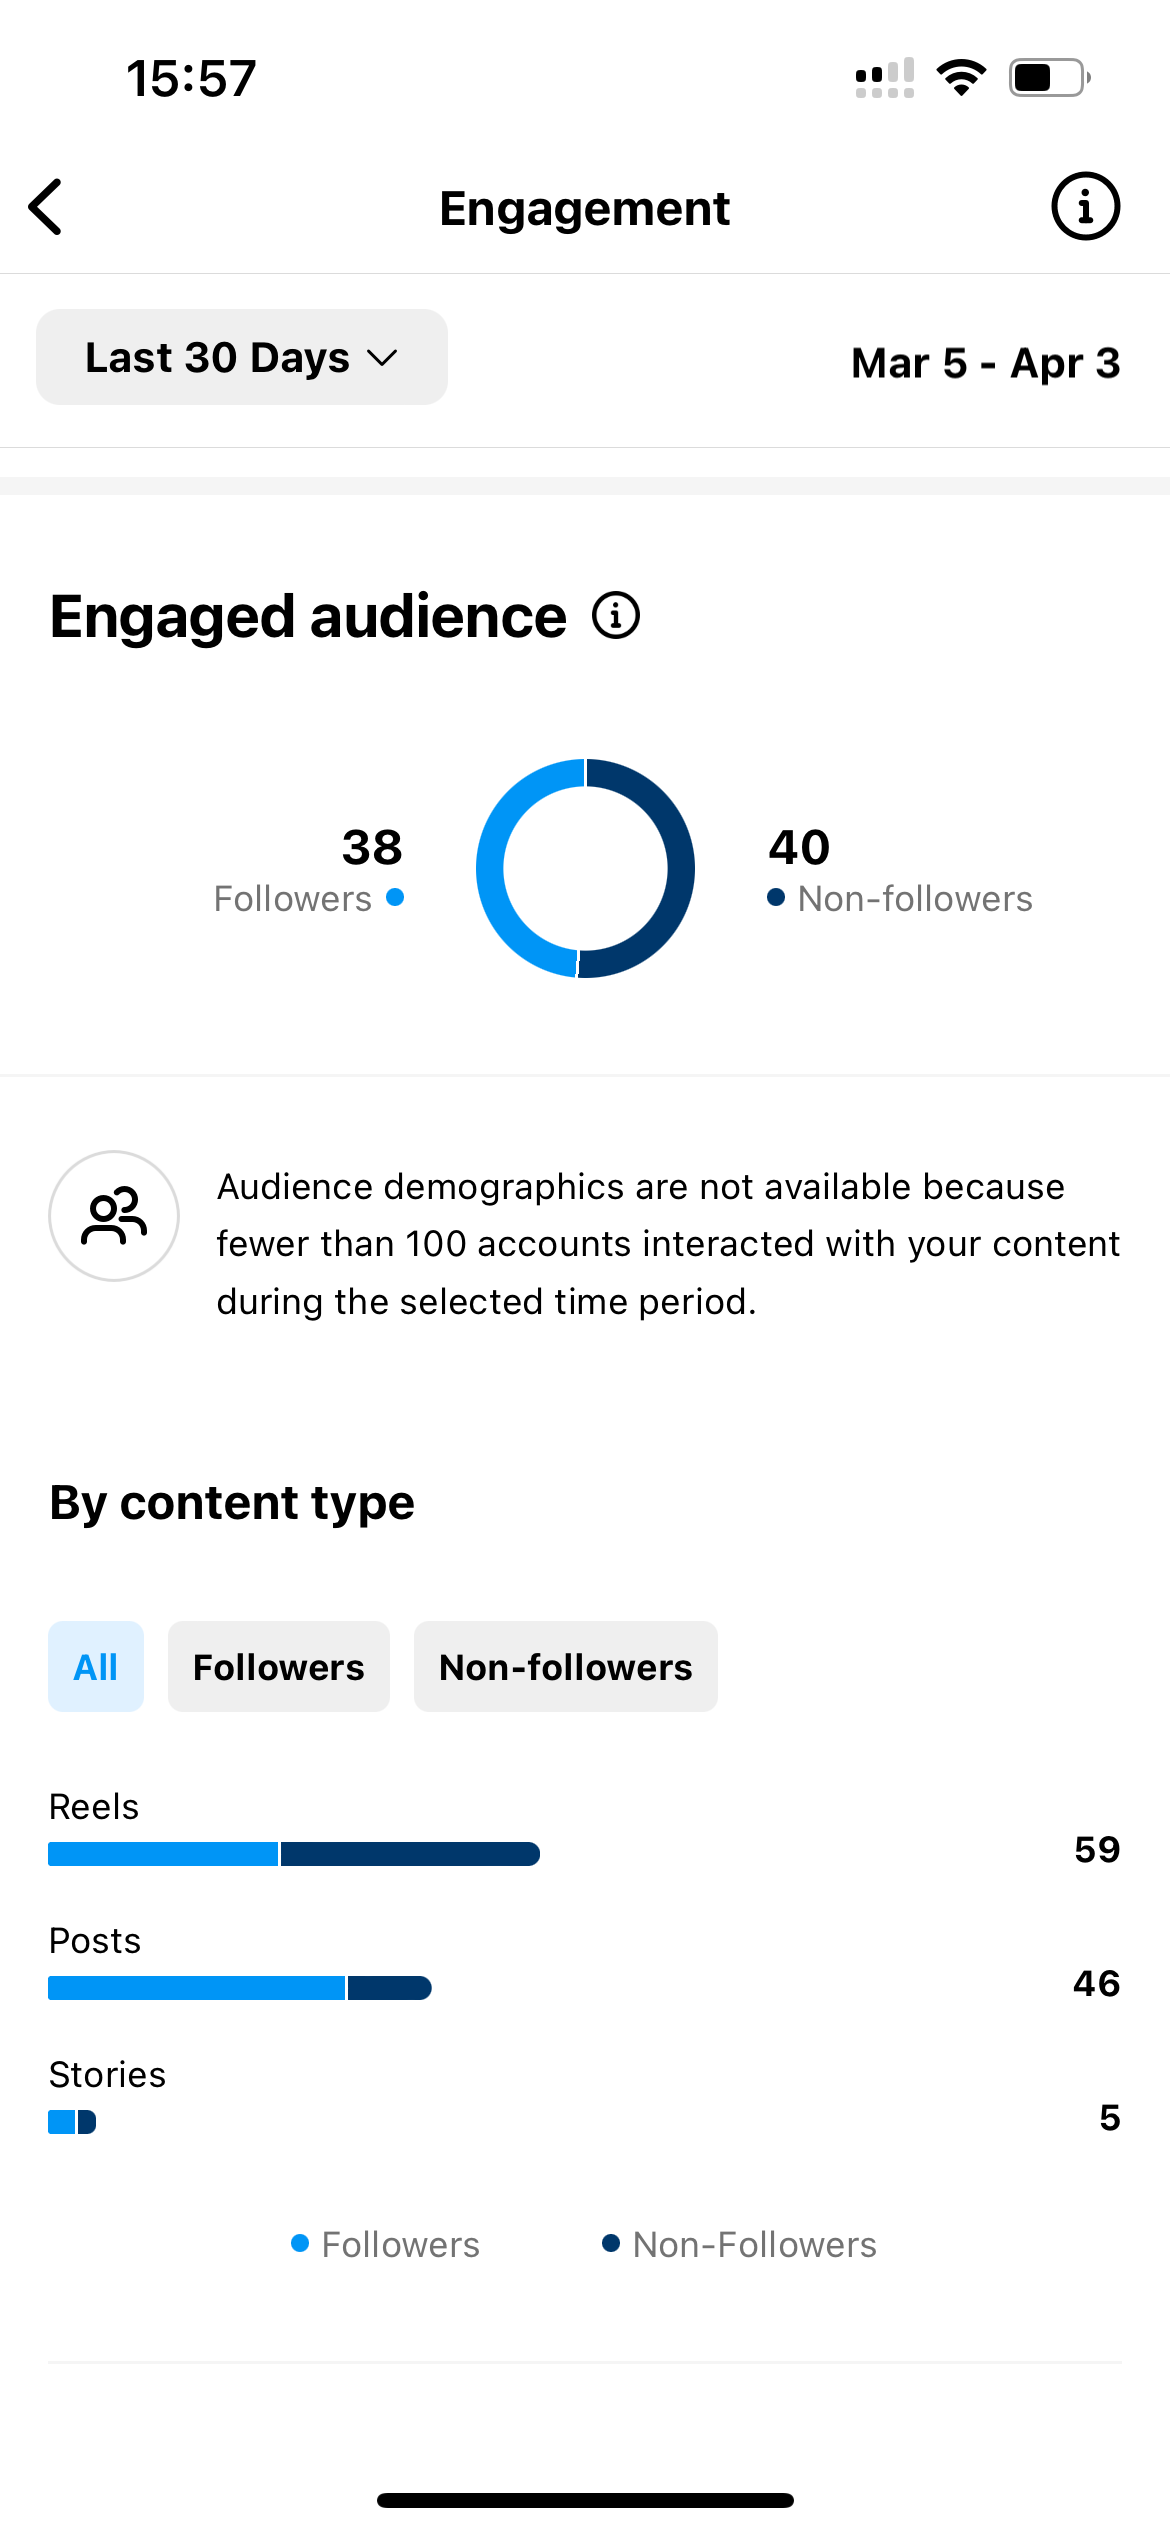 15:57
Engagement
Last 30 Days
Mar 5 - Apr 3
Engaged audience
38
Followers
40
Non-followers
Audience demographics are not available because
fewer than 100 accounts interacted with your content
during the selected time period.
By content type
All
Followers
Non-followers
Reels
59
Posts
46
Stories
5
Followers
Non-Followers